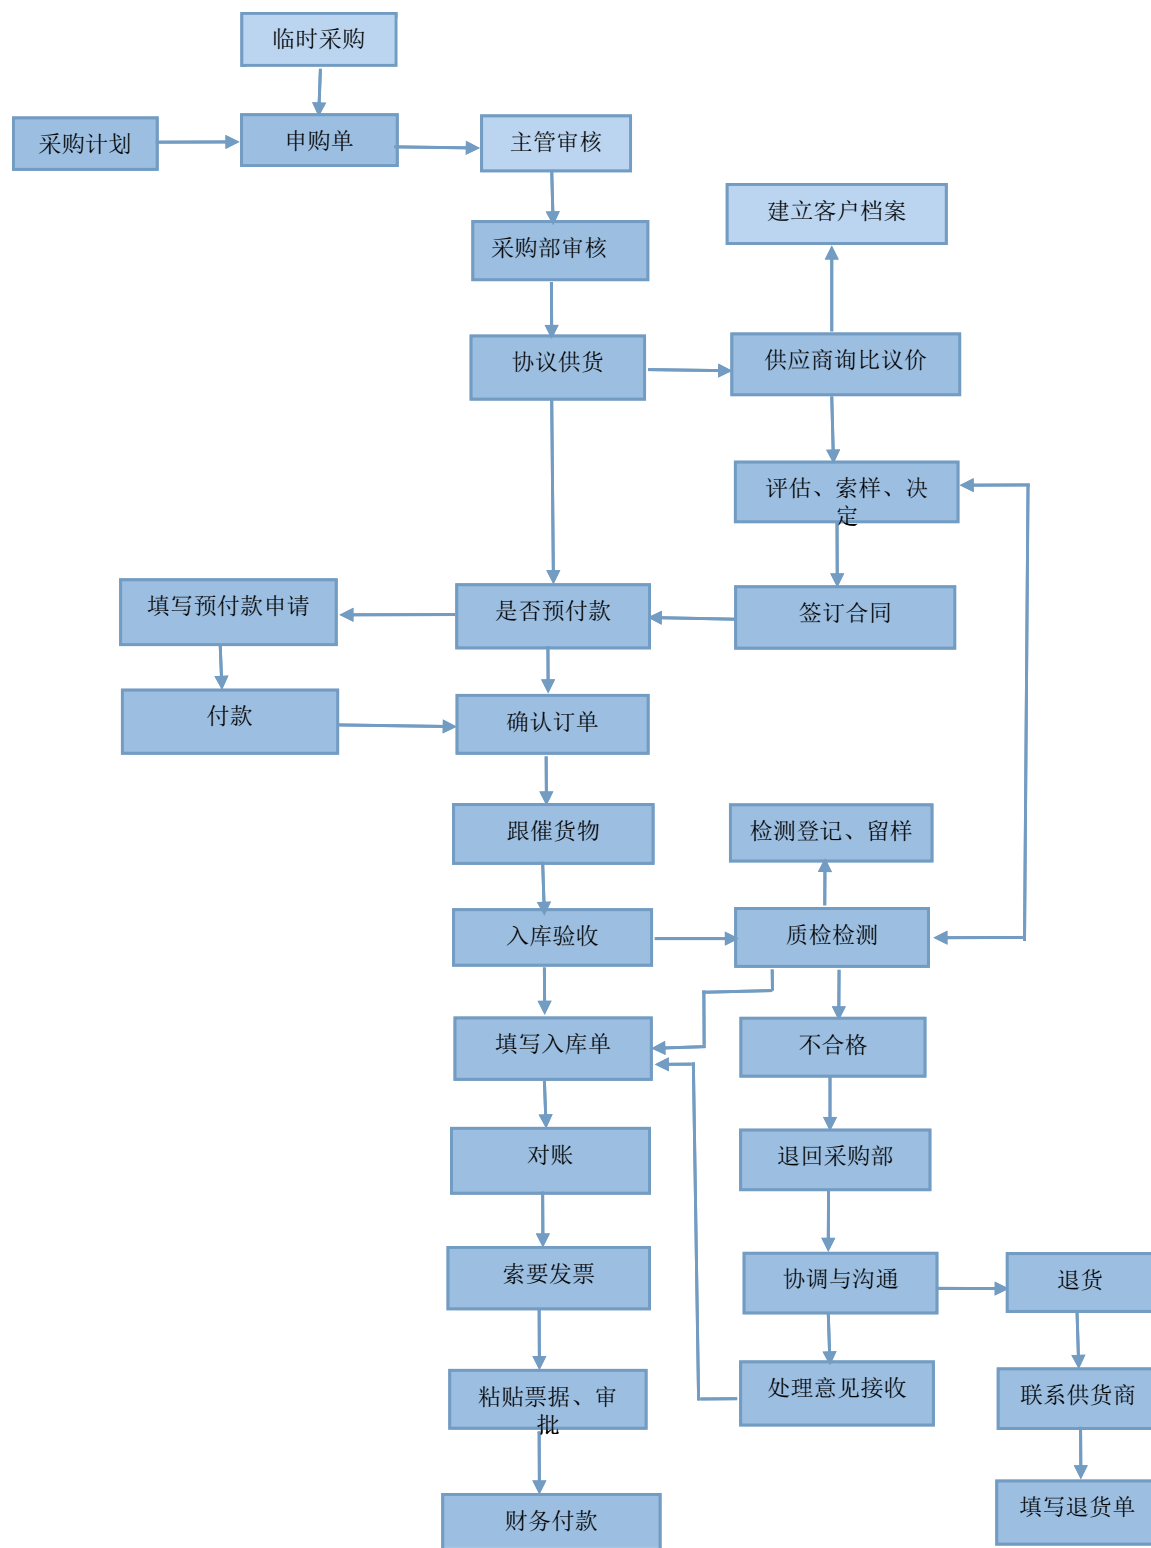 临时采购
采购计划
申购单
主管审核
建立客户档案
采购部审核
协议供货
供应商询比议价
评估、索样、决
定
填写预付款申请
是否预付款
签订合同
付款
确认订单
跟催货物
检测登记、留样
入库验收
质检检测
填写入库单
不合格
对账
退回采购部
索要发票
协调与沟通
退货
粘贴票据、审
批
处理意见接收
联系供货商
财务付款
填写退货单